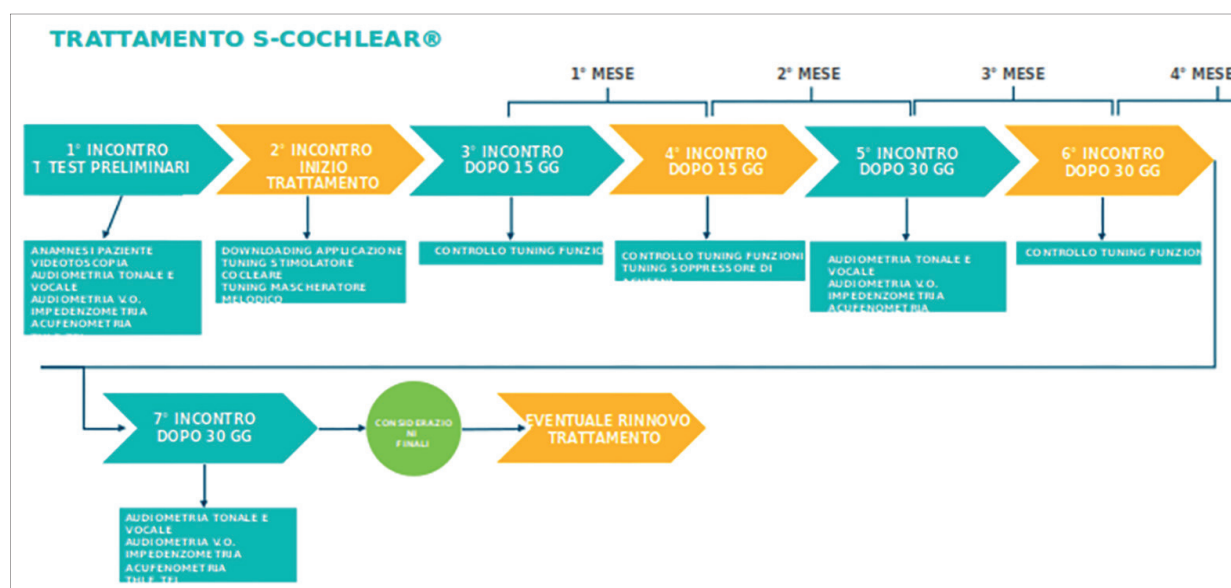 TRATTAMENTO S-COCHLEAR®
1° MESE
2° MESE
3° MESE
4° MESE
1° INCONTRO
T TEST PRELIMINARI
2° INCONTRO
INIZIO
TRATTAMENTO
3° INCONTRO
DOPO 15 GG
4° INCONTRO
DOPO 15 GG
5° INCONTRO
DOPO 30 GG
6° INCONTRO
DOPO 30 GG
ANAMNESI PAZIENTE
VIDEOTOSCOPIA
AUDIOMETRIA TONALE E
VOCALE
AUDIOMETRIA V.O.
IMPEDENZOMETRIA
ACUFENOMETRIA
DOWNLOADING APPLICAZIONE
TUNING STIMOLATORE
COCLEARE
TUNING MASCHERATORE
MELODICO
CONTROLLO TUNING FUNZIONI
CONTROLLO TUNING FUNZIONI
TUNING SOPPRESSORE DI
AUDIOMETRIA TONALE E
VOCALE
AUDIOMETRIA V.O.
IMPEDENZOMETRIA
ACUFENOMETRIA
CONTROLLO TUNING FUNZION
7° INCONTRO
DOPO 30 GG
CONSIDERAZIO
NI
FINALI
EVENTUALE RINNOVO
TRATTAMENTO
AUDIOMETRIA TONALE E
VOCALE
AUDIOMETRIA V.O.
IMPEDENZOMETRIA
ACUFENOMETRIA
THI E TFI